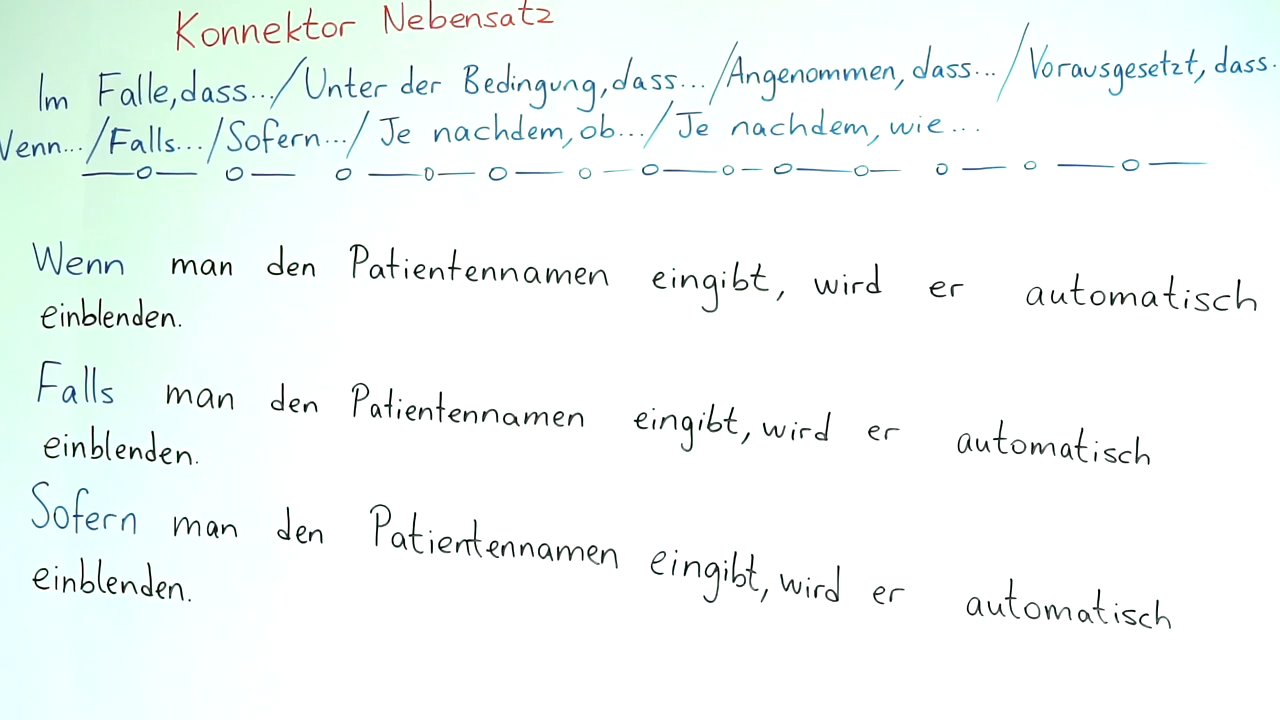 Konnektor Nebensatz
Im Falle, dass.../Unter der Bedingung, dass.../Angenommen, dass.../Vorausgesetzt, dass.
Wenn.../Falls.../Sofern.../Je nachdem, ob.../Je nachdem, wie...
Wenn man den Patientennamen eingibt, wird er automatisch
einblenden.
Falls man den Patientennamen eingibt, wird er automatisch
einblenden.
Sofern man den Patientennamen eingibt, wird er automatisch
einblenden.